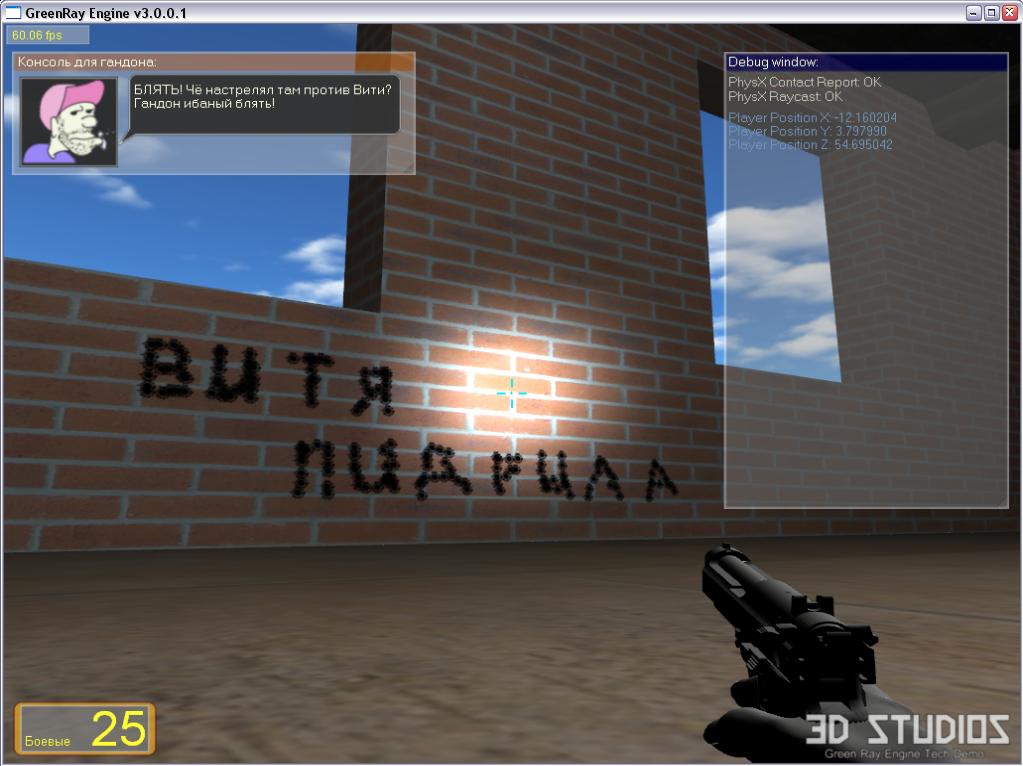 GreenRay Engine v3.0.0.1
60.06 fps
Консоль для гандона:
БЛЯТЬ! Чё настрелял там против Вити?
Гандон ибаный блять!
Debug window:
PhysX Contact Report: OK
PhysX Raycast: OK
Player Position X: -12.160204
Player Position Y: 3.797990
Player Position Z: 54.695042
ВИТЯ
ПИДРИЛА
Боевые 25
3D STUDIOS
Green Ray Engine Tech Demo